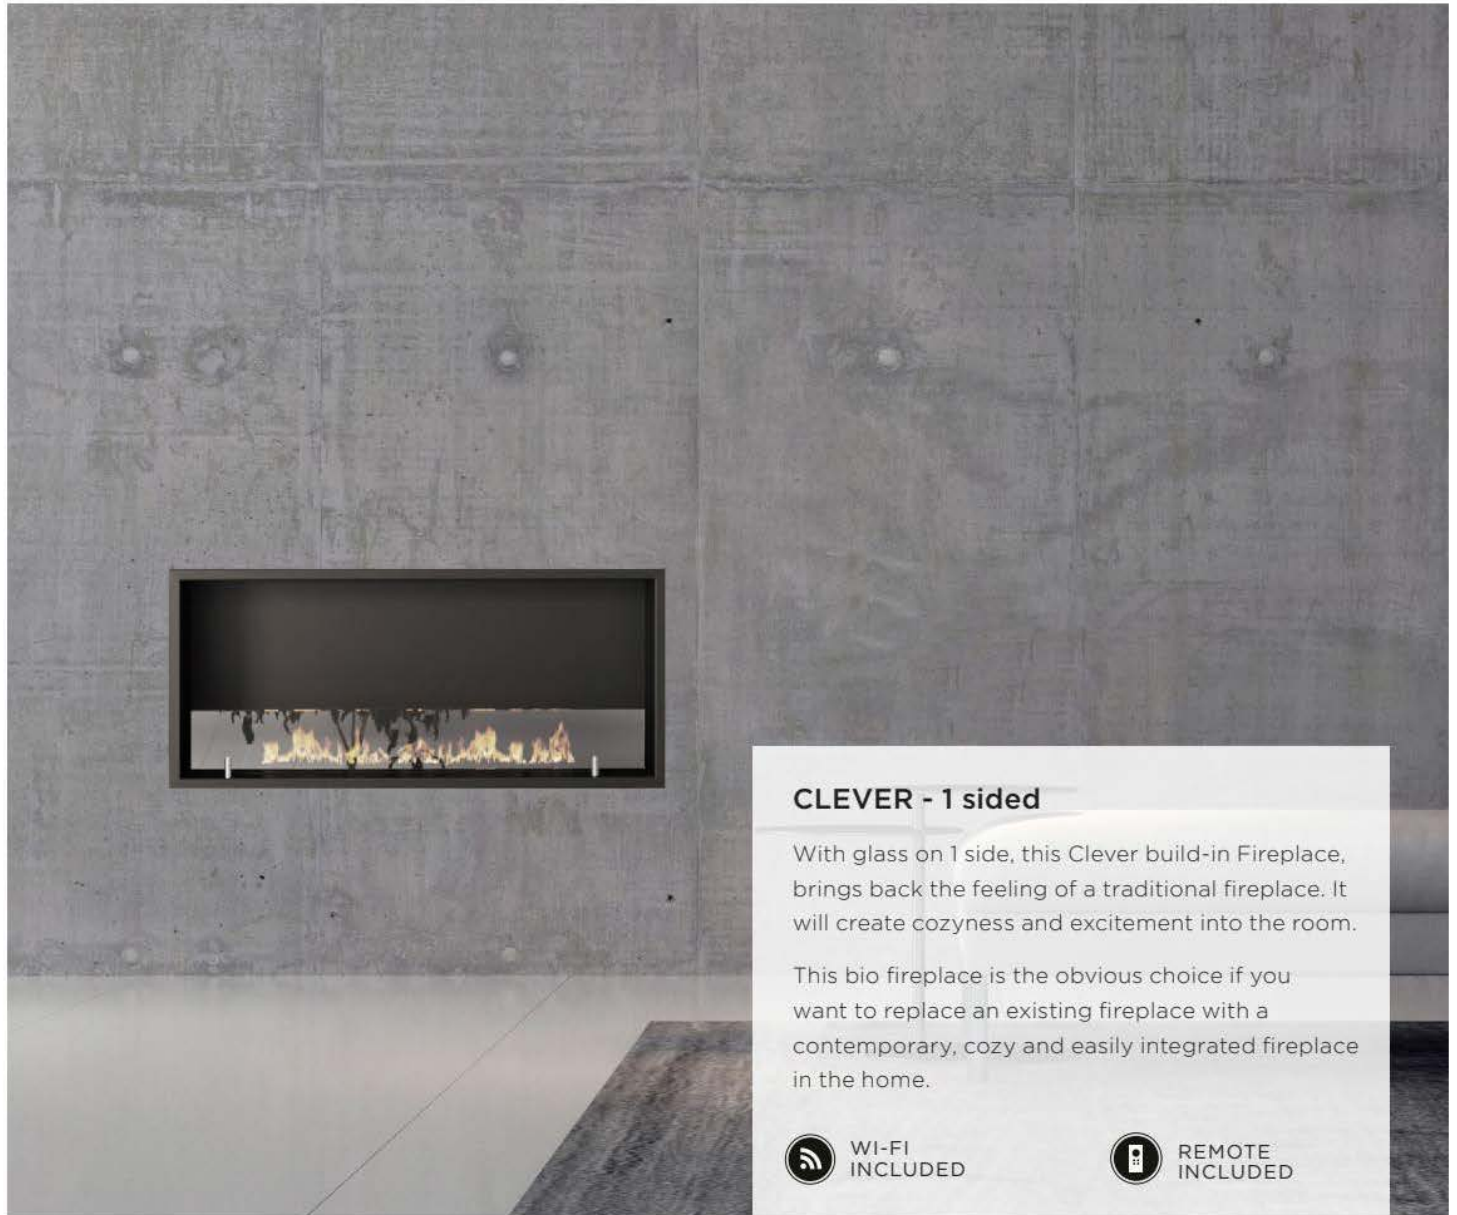 CLEVER - 1 sided
With glass on 1 side, this Clever build-in Fireplace,
brings back the feeling of a traditional fireplace. It
will create cozyness and excitement into the room.
This bio fireplace is the obvious choice if you
want to replace an existing fireplace with a
contemporary, cozy and easily integrated fireplace
in the home.
WI-FI
INCLUDED
REMOTE
INCLUDED